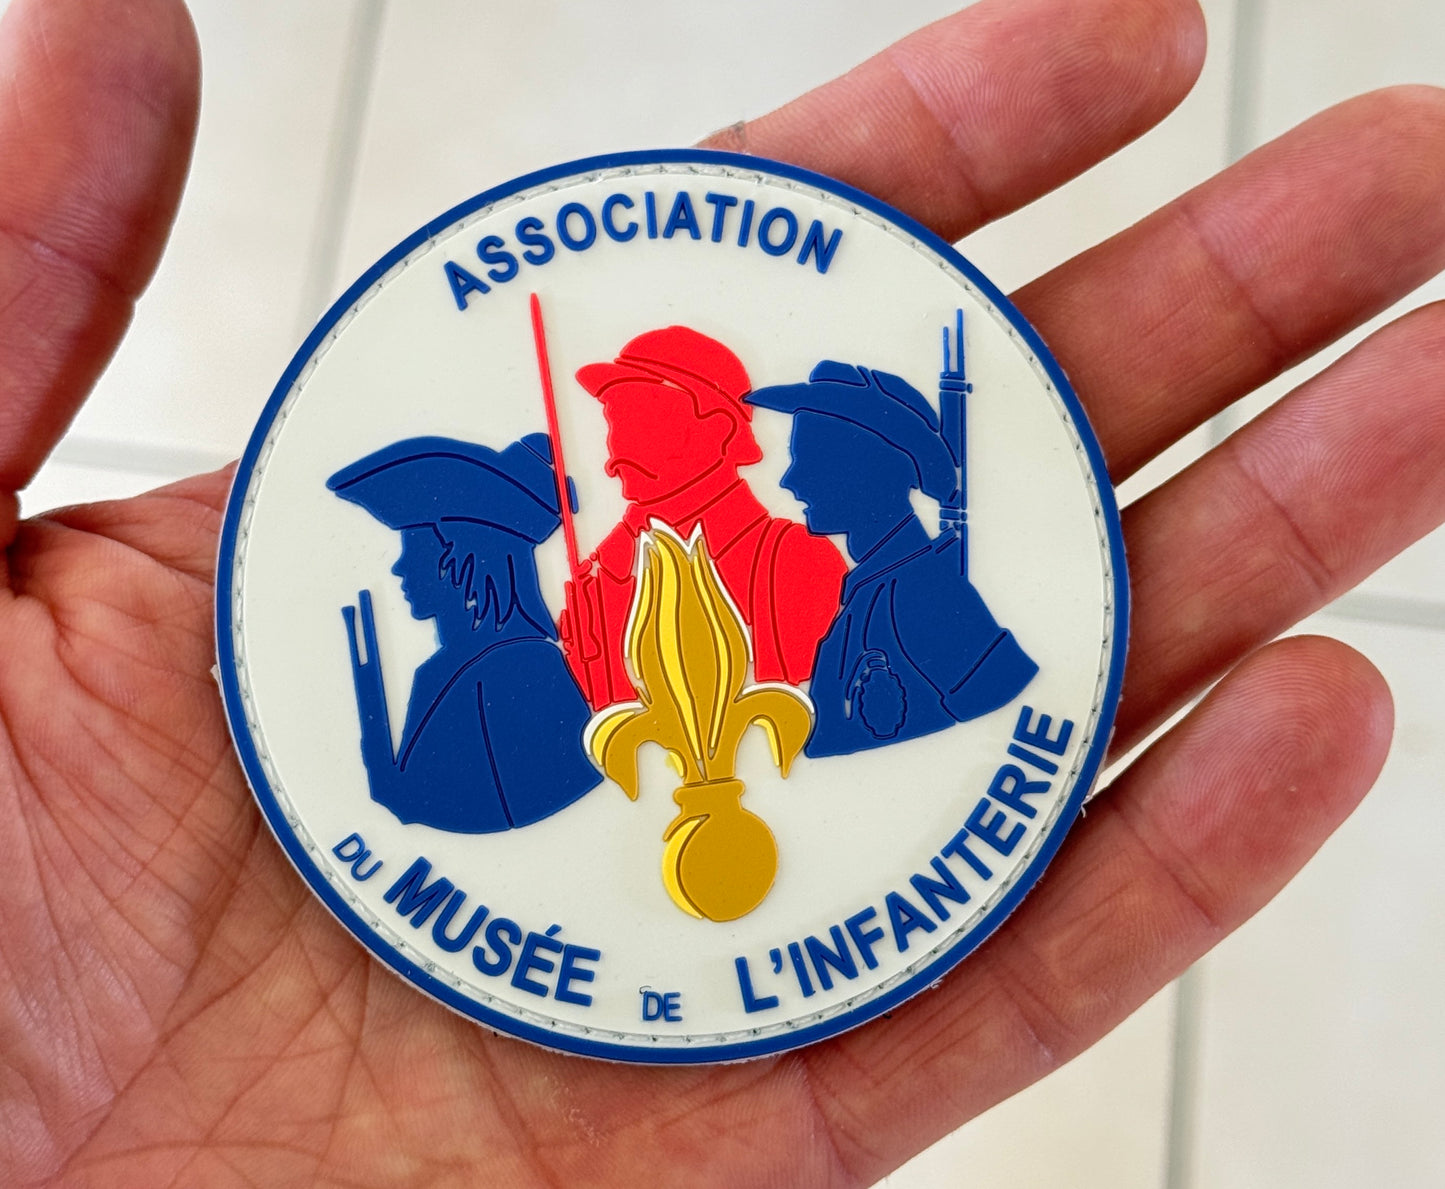 ASSOCIATION
DU MUSÉE DE L'INFANTERIE